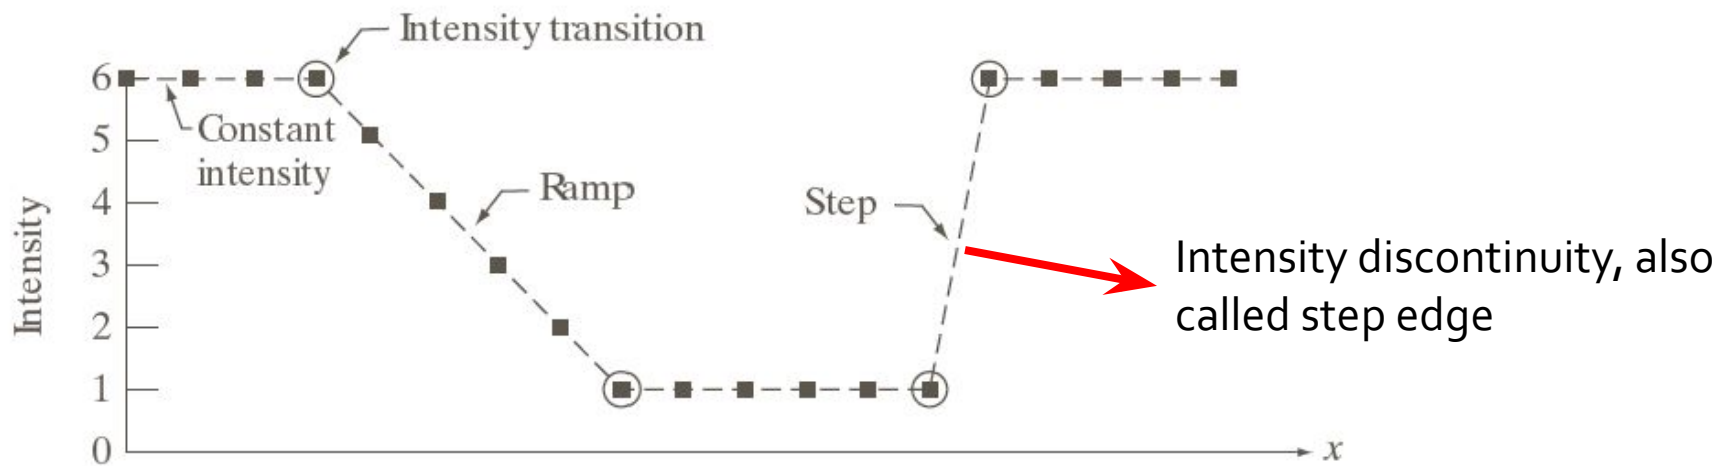 Intensity transition
6
Constant
intensity
5
4
Ramp
Step
3
Intensity
Intensity discontinuity, also
called step edge
2
1
0
x